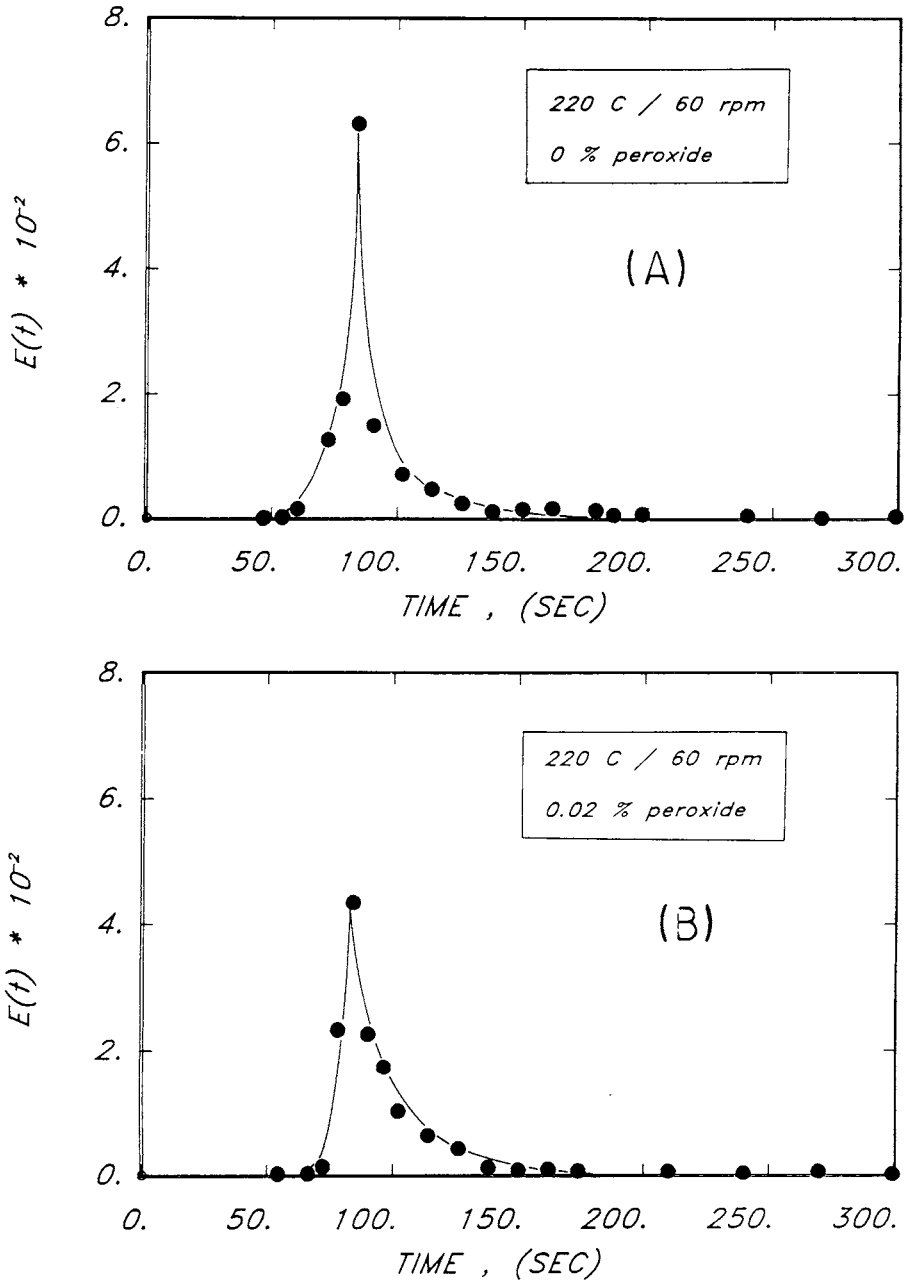 8.
220 C / 60 rpm
0 % peroxide
6.
(A)
E(t) * 10⁻²
4.
2.
0.
0. 50. 100. 150. 200. 250. 300.
TIME , (SEC)
8.
220 C / 60 rpm
0.02 % peroxide
6.
(B)
E(t) * 10⁻²
4.
2.
0.
0. 50. 100. 150. 200. 250. 300.
TIME , (SEC)